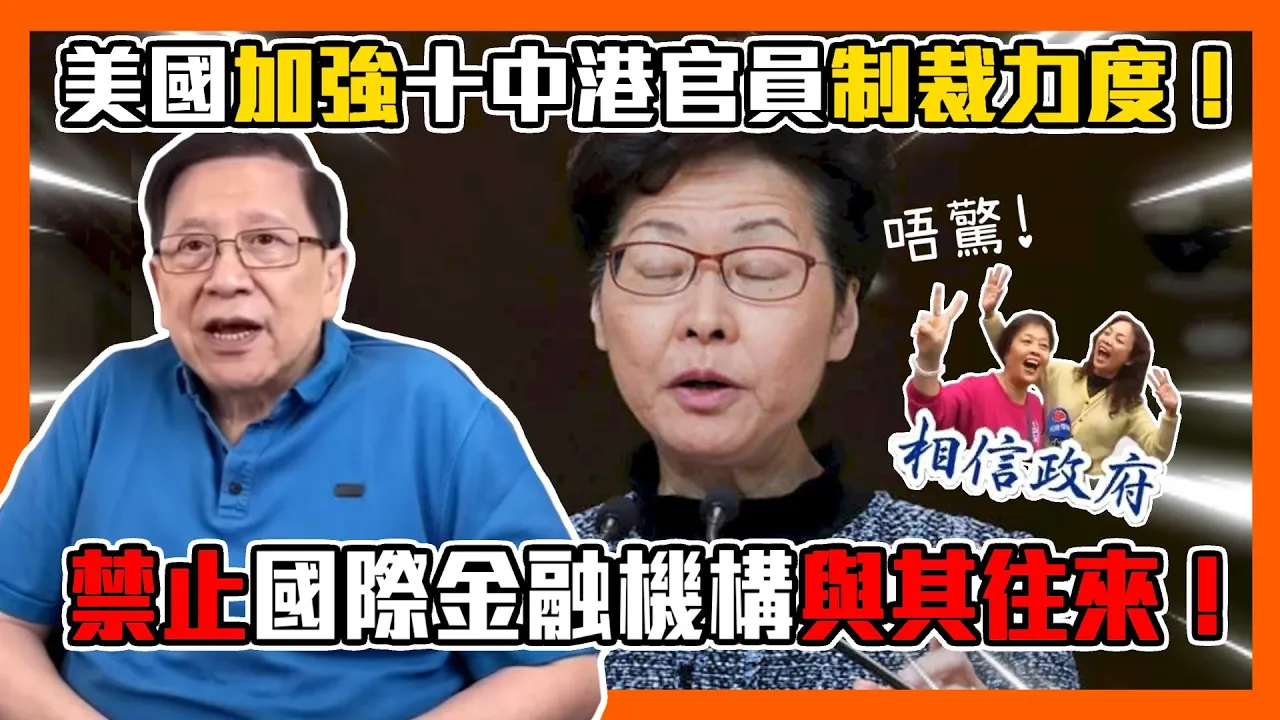 美國加強十中港官員制裁力度！
唔驚！
相信政府
禁止國際金融機構與其往來！